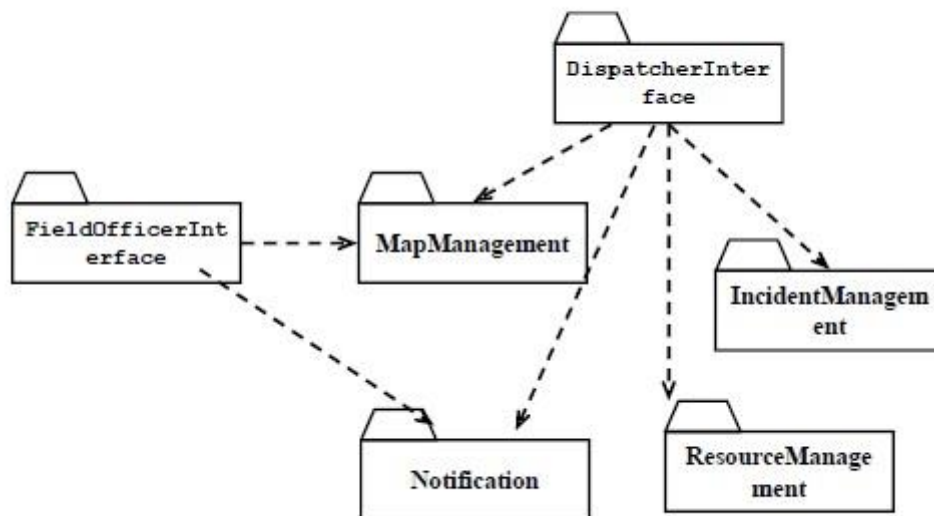 DispatcherInter
face
FieldOfficerInt
erface
MapManagement
IncidentManagem
ent
Notification
ResourceManage
ment